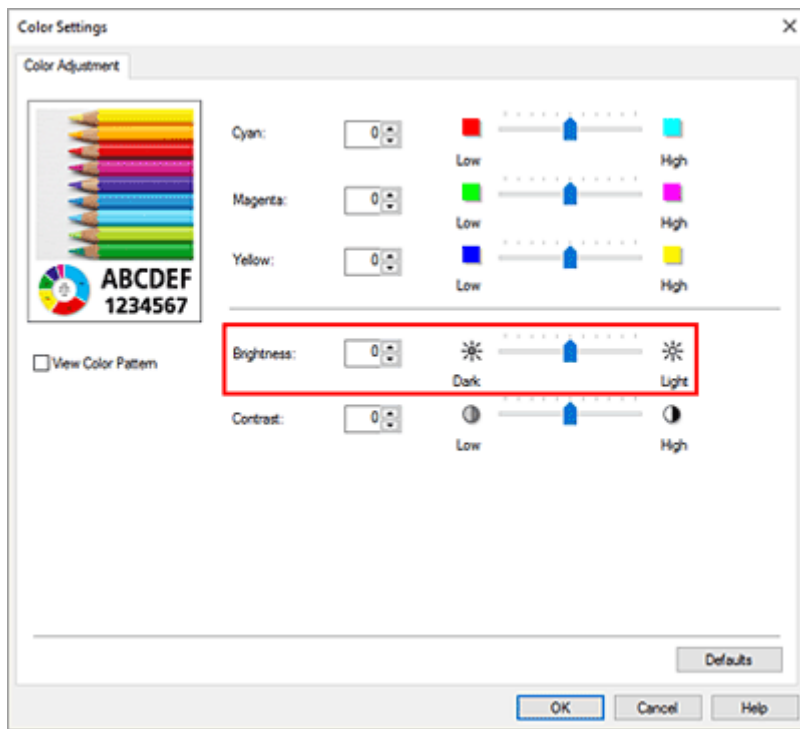 Color Settings
Color Adjustment
ABCDEF
1234567
View Color Pattern
Cyan: 0
Low High
Magenta: 0
Low High
Yellow: 0
Low High
Brightness: 0
Dark Light
Contrast: 0
Low High
Defaults
OK Cancel Help